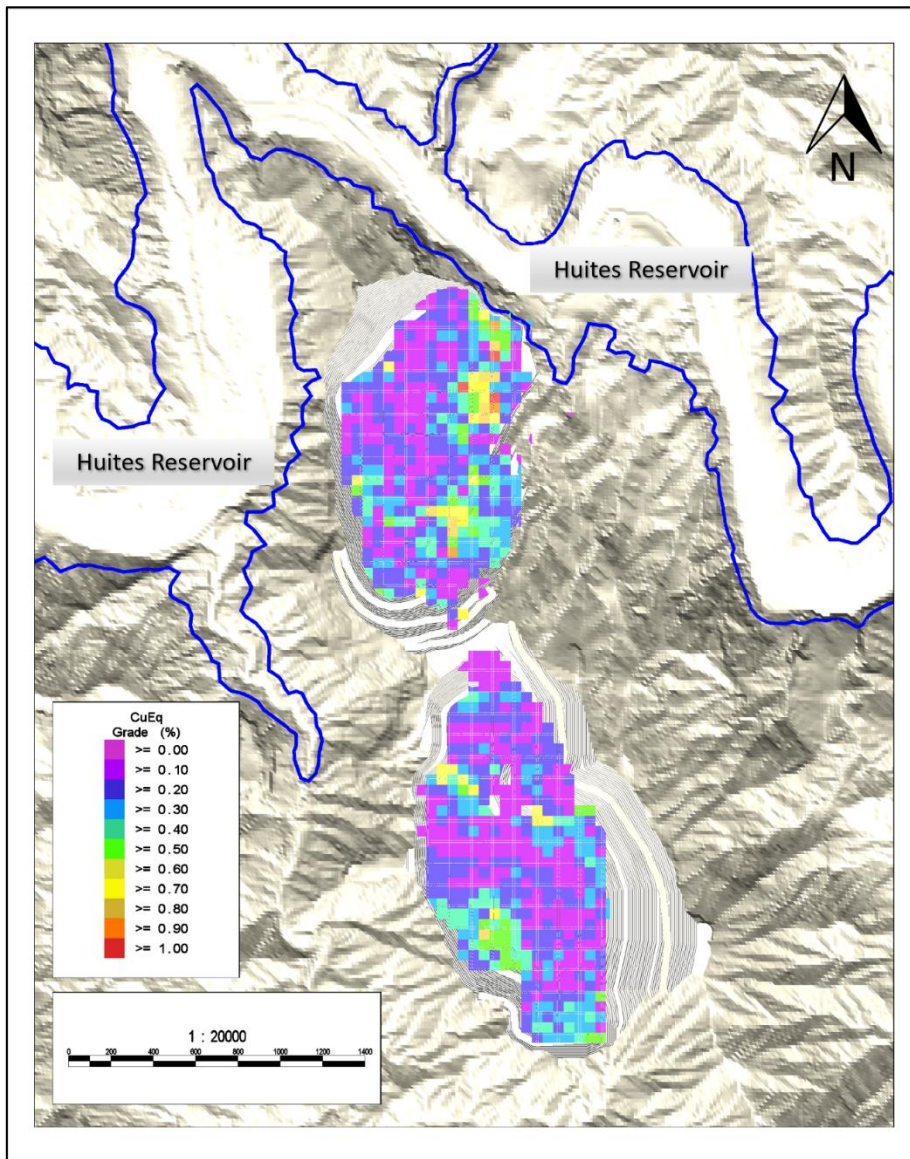 N
Huites Reservoir
Huites Reservoir
CuEq
Grade (%)
>= 0.00
>= 0.10
>= 0.20
>= 0.30
>= 0.40
>= 0.50
>= 0.60
>= 0.70
>= 0.80
>= 0.90
>= 1.00
1 : 20000
0 200 400 600 800 1000 1200 1400